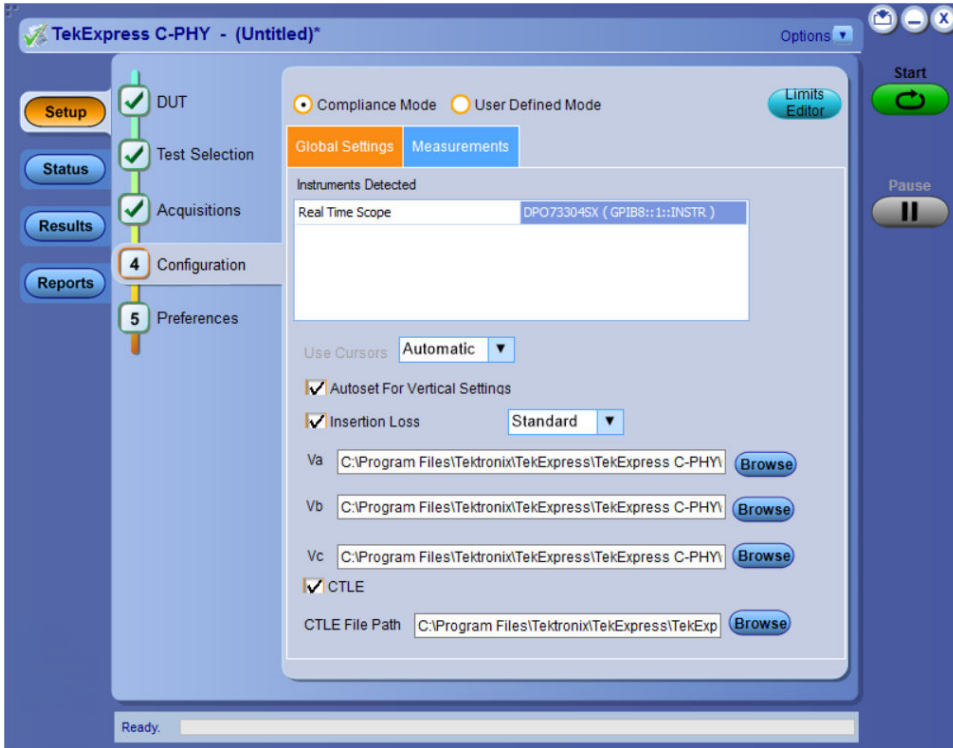 TekExpress C-PHY - (Untitled)*
Options
X
Start
Pause
Setup
Status
Results
Reports
DUT
Test Selection
Acquisitions
4 Configuration
5 Preferences
Compliance Mode User Defined Mode
Limits
Editor
Global Settings Measurements
Instruments Detected
Real Time Scope DPO73304SX ( GPIB8::1::INSTR )
Use Cursors Automatic
Autoset For Vertical Settings
Insertion Loss Standard
Va C:\Program Files\Tektronix\TekExpress\TekExpress C-PHY\ Browse
Vb C:\Program Files\Tektronix\TekExpress\TekExpress C-PHY\ Browse
Vc C:\Program Files\Tektronix\TekExpress\TekExpress C-PHY\ Browse
CTLE
CTLE File Path C:\Program Files\Tektronix\TekExpress\TekExp Browse
Ready.